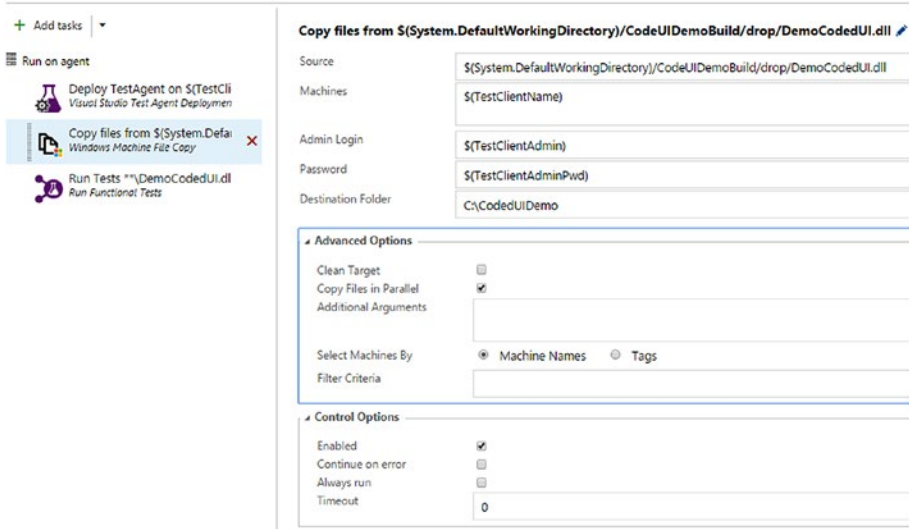 + Add tasks
Run on agent
Deploy TestAgent on $(TestCli
Visual Studio Test Agent Deploymen
Copy files from $(System.Defau
Windows Machine File Copy
Run Tests **\DemoCodedUI.dl
Run Functional Tests
Copy files from $(System.DefaultWorkingDirectory)/CodeUIDemoBuild/drop/DemoCodedUI.dll
Source $(System.DefaultWorkingDirectory)/CodeUIDemoBuild/drop/DemoCodedUI.dll
Machines $(TestClientName)
Admin Login $(TestClientAdmin)
Password $(TestClientAdminPwd)
Destination Folder C:\CodedUIDemo
Advanced Options
Clean Target
Copy Files in Parallel
Additional Arguments
Select Machines By Machine Names Tags
Filter Criteria
Control Options
Enabled
Continue on error
Always run
Timeout 0